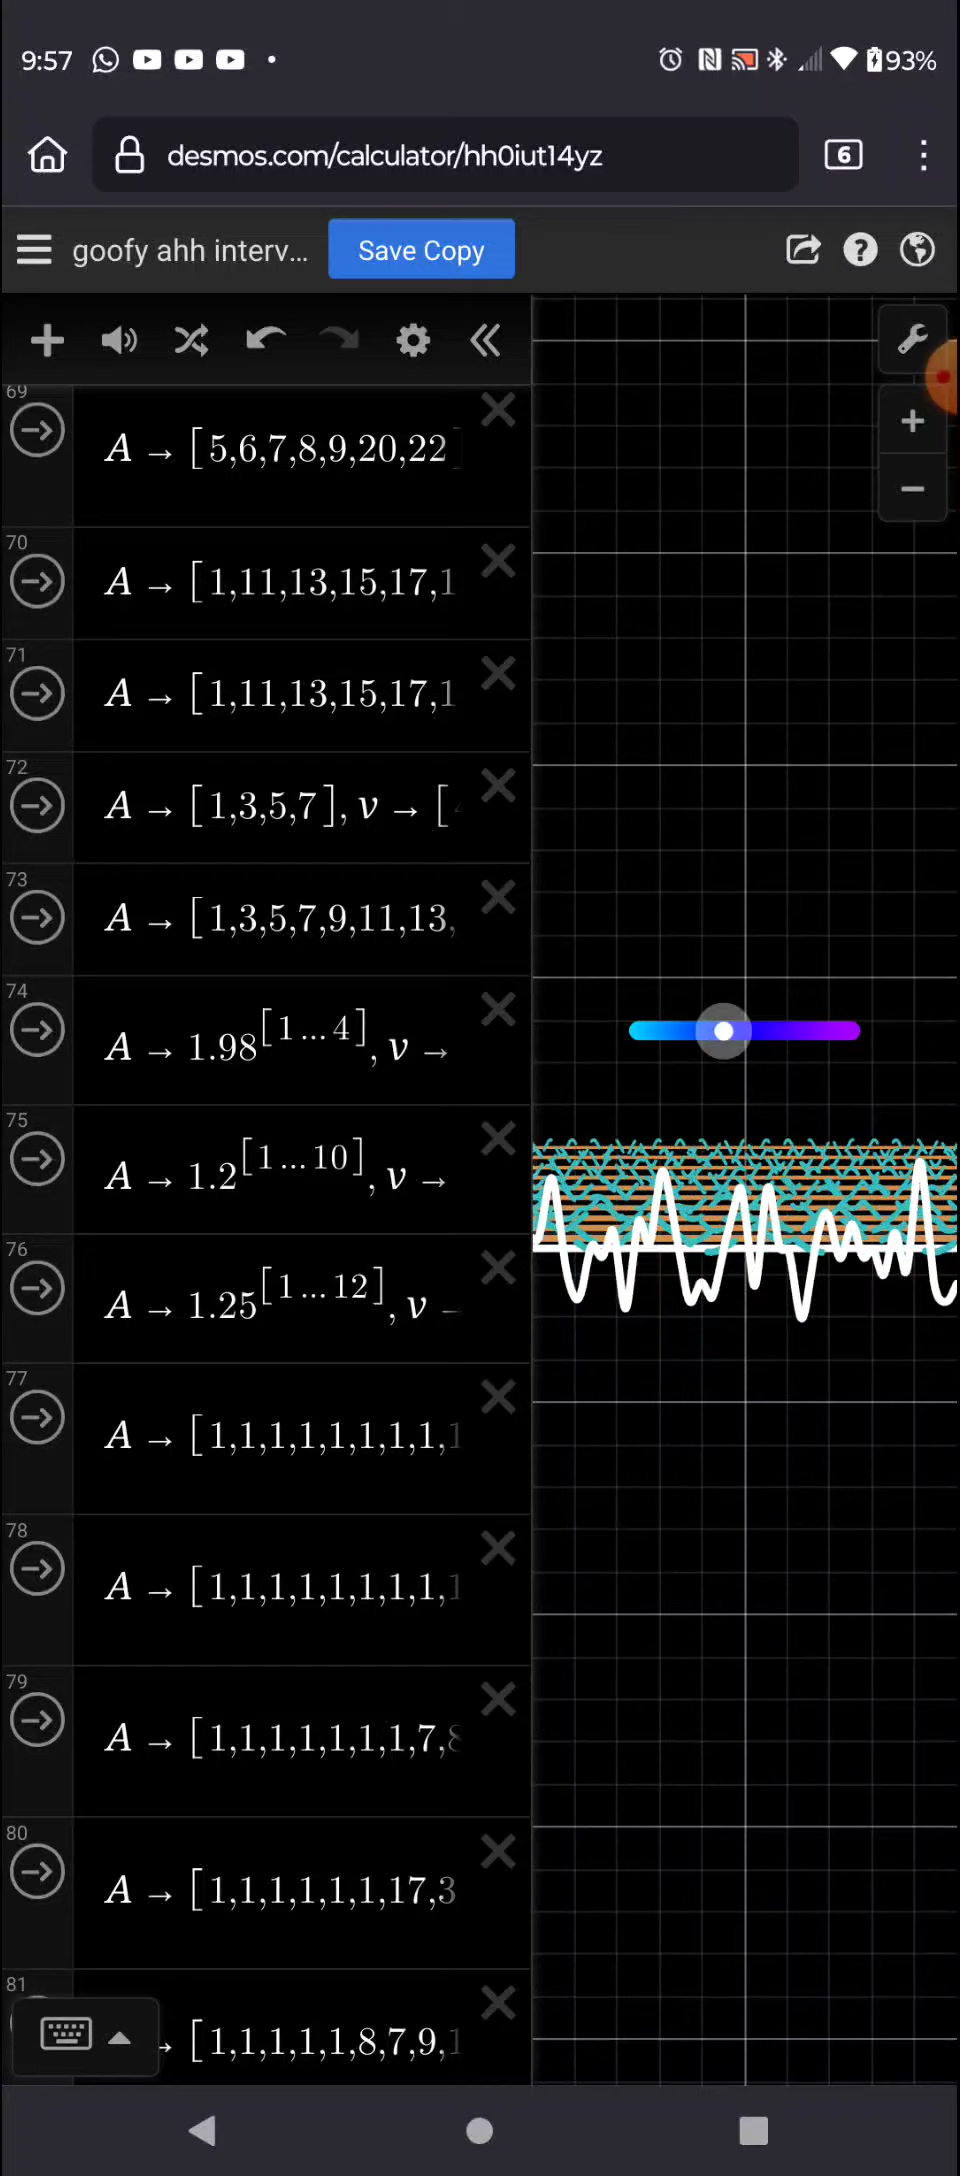 9:57
93%
desmos.com/calculator/hh0iut14yz
6
goofy ahh interv...
Save Copy
69
A → [5,6,7,8,9,20,22
70
A → [1,11,13,15,17,1
71
A → [1,11,13,15,17,1
72
A → [1,3,5,7], v → [
73
A → [1,3,5,7,9,11,13,
74
A → 1.98^[1...4], v →
75
A → 1.2^[1...10], v →
76
A → 1.25^[1...12], v
77
A → [1,1,1,1,1,1,1,1,1
78
A → [1,1,1,1,1,1,1,1,1
79
A → [1,1,1,1,1,1,1,7,8
80
A → [1,1,1,1,1,1,17,3
81
→ [1,1,1,1,1,8,7,9,1